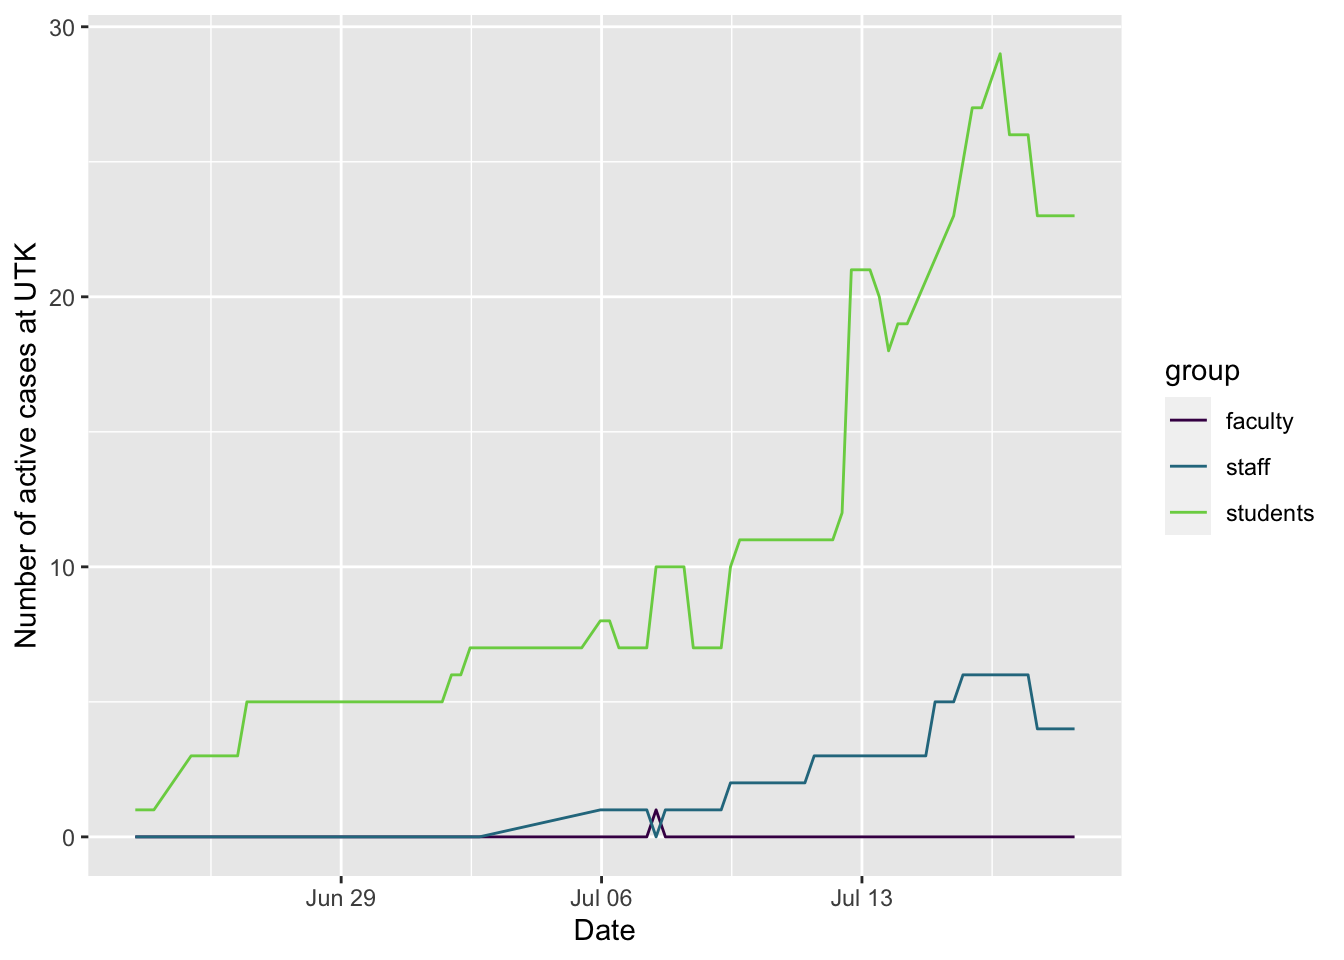 Number of active cases at UTK
30
20
10
0
Jun 29
Jul 06
Jul 13
Date
group
faculty
staff
students